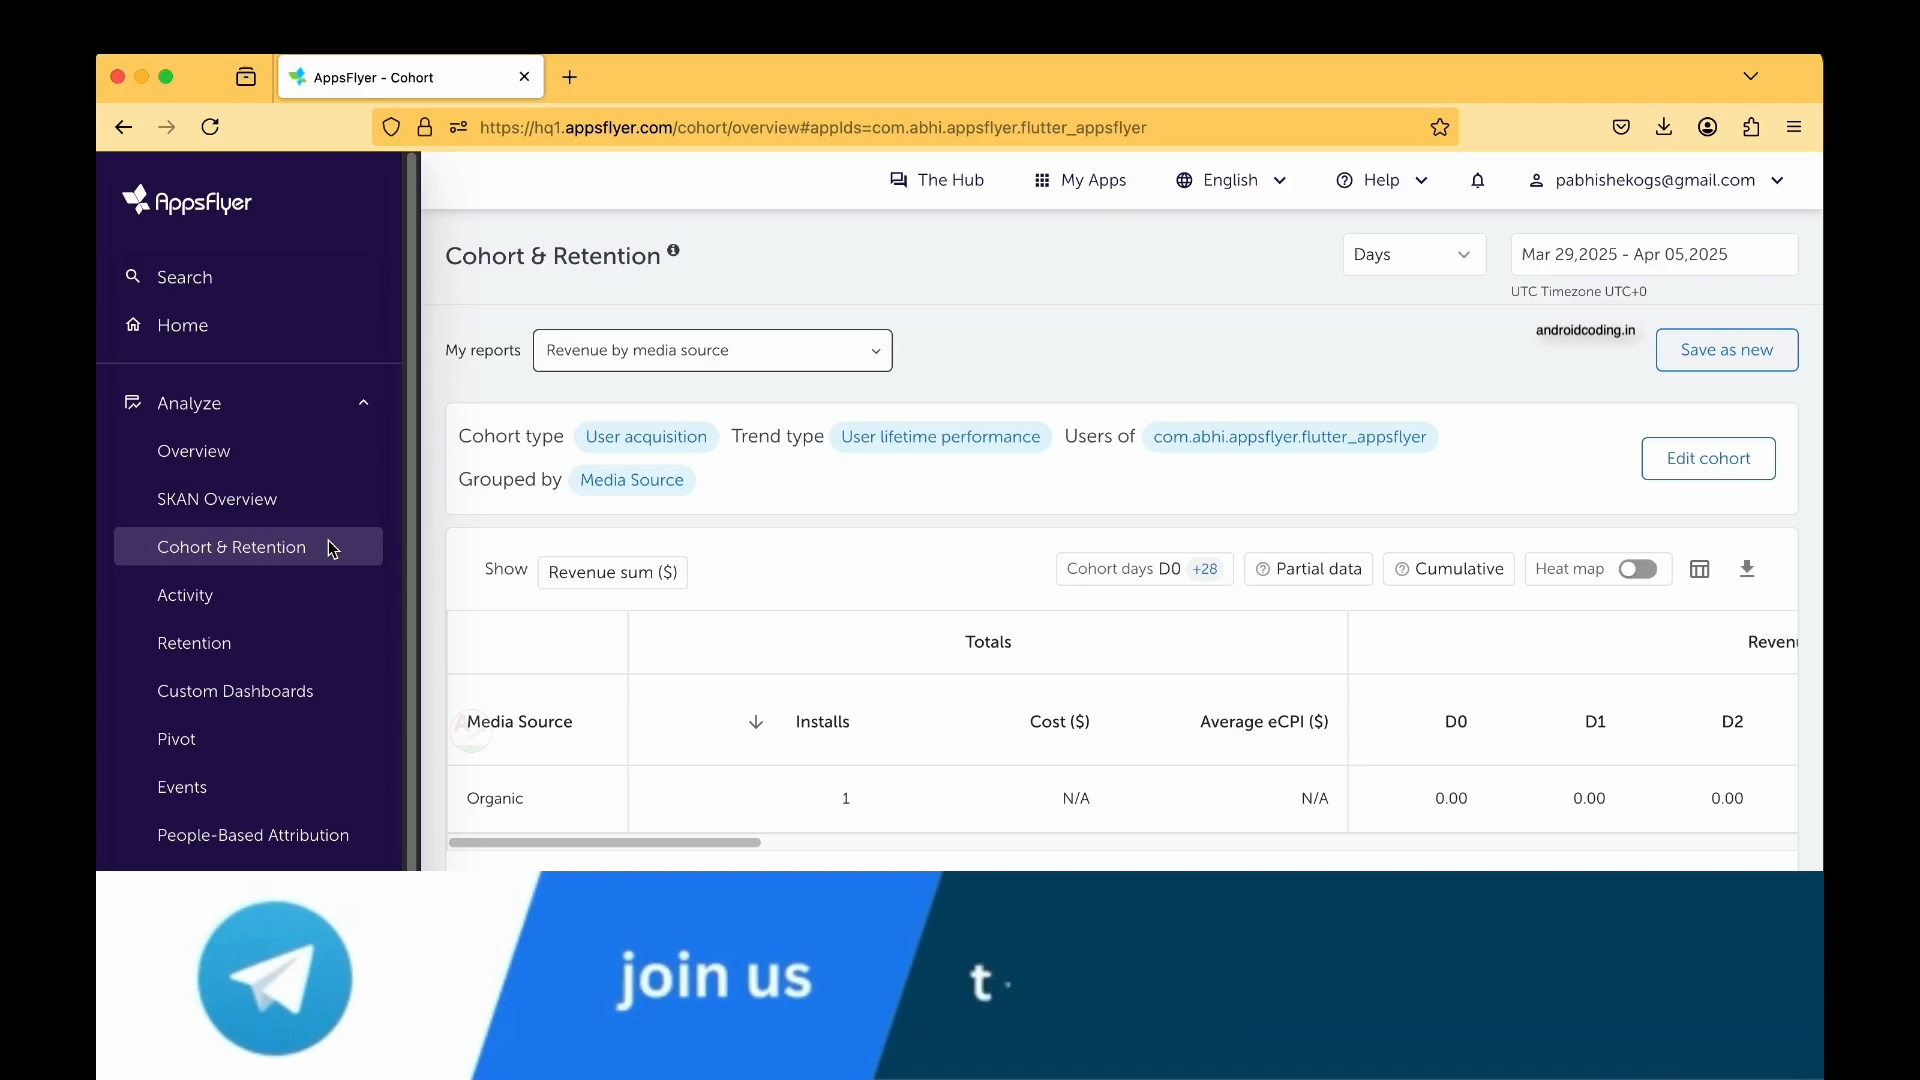 AppsFlyer - Cohort
https://hq1.appsflyer.com/cohort/overview#appIds=com.abhi.appsflyer.flutter_appsflyer
AppsFlyer
The Hub
My Apps
English
Help
pabhishekogs@gmail.com
Search
Home
Analyze
Overview
SKAN Overview
Cohort & Retention
Activity
Retention
Custom Dashboards
Pivot
Events
People-Based Attribution
Cohort & Retention
Days
Mar 29,2025 - Apr 05,2025
UTC Timezone UTC+0
androidcoding.in
My reports Revenue by media source
Save as new
Cohort type User acquisition Trend type User lifetime performance Users of com.abhi.appsflyer.flutter_appsflyer
Grouped by Media Source
Edit cohort
Show Revenue sum ($)
Cohort days D0 +28 Partial data Cumulative Heat map
Totals
Media Source Installs Cost ($) Average eCPI ($) D0 D1 D2
Organic 1 N/A N/A 0.00 0.00 0.00
join us
t